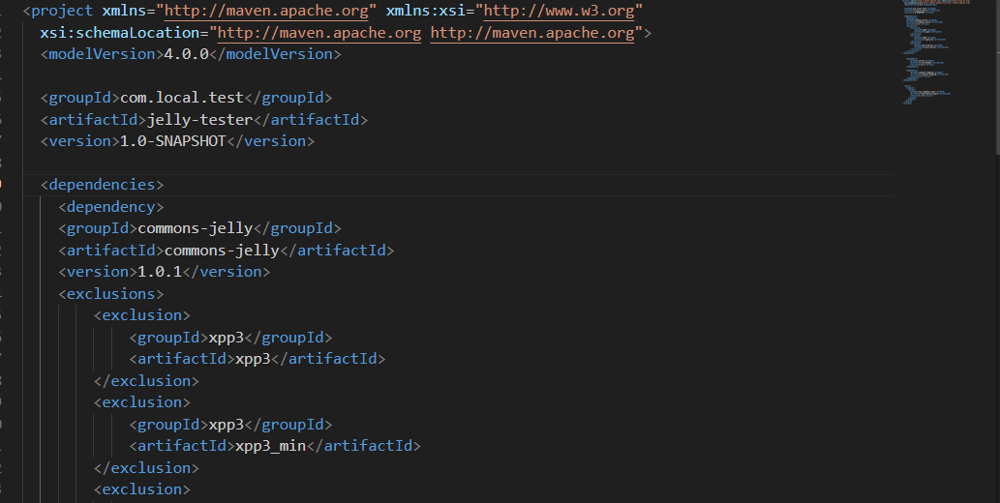 <project xmlns="http://maven.apache.org" xmlns:xsi="http://www.w3.org"
xsi:schemaLocation="http://maven.apache.org http://maven.apache.org">
<modelVersion>4.0.0</modelVersion>
<groupId>com.local.test</groupId>
<artifactId>jelly-tester</artifactId>
<version>1.0-SNAPSHOT</version>
<dependencies>
<dependency>
<groupId>commons-jelly</groupId>
<artifactId>commons-jelly</artifactId>
<version>1.0.1</version>
<exclusions>
<exclusion>
<groupId>xpp3</groupId>
<artifactId>xpp3</artifactId>
</exclusion>
<exclusion>
<groupId>xpp3</groupId>
<artifactId>xpp3_min</artifactId>
</exclusion>
<exclusion>